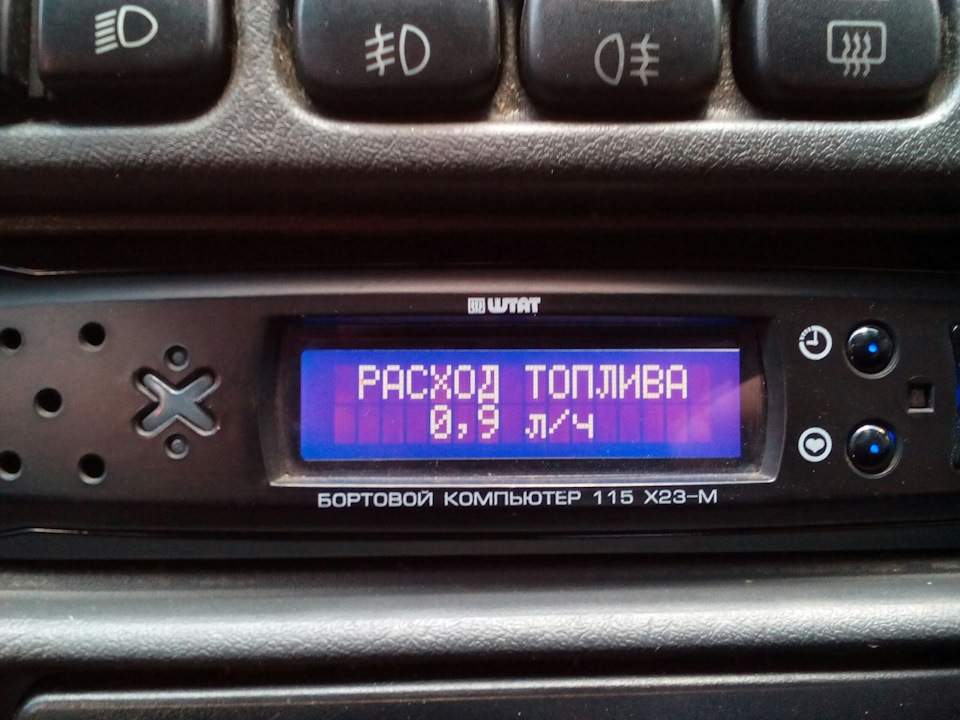 ШТАТ
РАСХОД ТОПЛИВА
0,9 л/ч
БОРТОВОЙ КОМПЬЮТЕР 115 X23-M